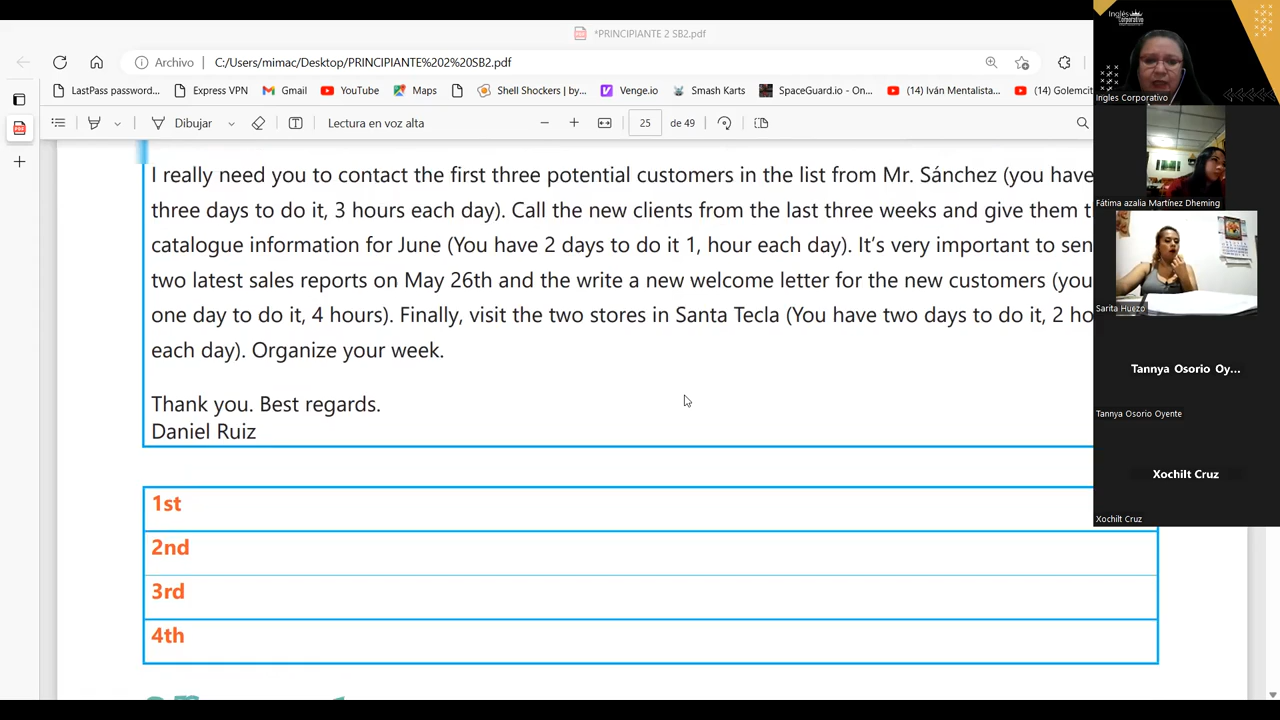 *PRINCIPIANTE 2 SB2.pdf
Archivo C:/Users/mimac/Desktop/PRINCIPIANTE%202%20SB2.pdf
LastPass password... Express VPN Gmail YouTube Maps Shell Shockers | by... Venge.io Smash Karts SpaceGuard.io - On... (14) Iván Mentalista... (14) Golemcit
Dibujar Lectura en voz alta 25 de 49
I really need you to contact the first three potential customers in the list from Mr. Sánchez (you have
three days to do it, 3 hours each day). Call the new clients from the last three weeks and give them
catalogue information for June (You have 2 days to do it 1, hour each day). It's very important to
two latest sales reports on May 26th and the write a new welcome letter for the new customers (you
one day to do it, 4 hours). Finally, visit the two stores in Santa Tecla (You have two days to do it, 2
each day). Organize your week.
Thank you. Best regards.
Daniel Ruiz
1st
2nd
3rd
4th
Inglés
Corporativo
Ingles Corporativo
Fátima azalia Martínez Dheming
Sarita Huezo
Tannya Osorio Oy...
Tannya Osorio Oyente
Xochilt Cruz
Xochilt Cruz